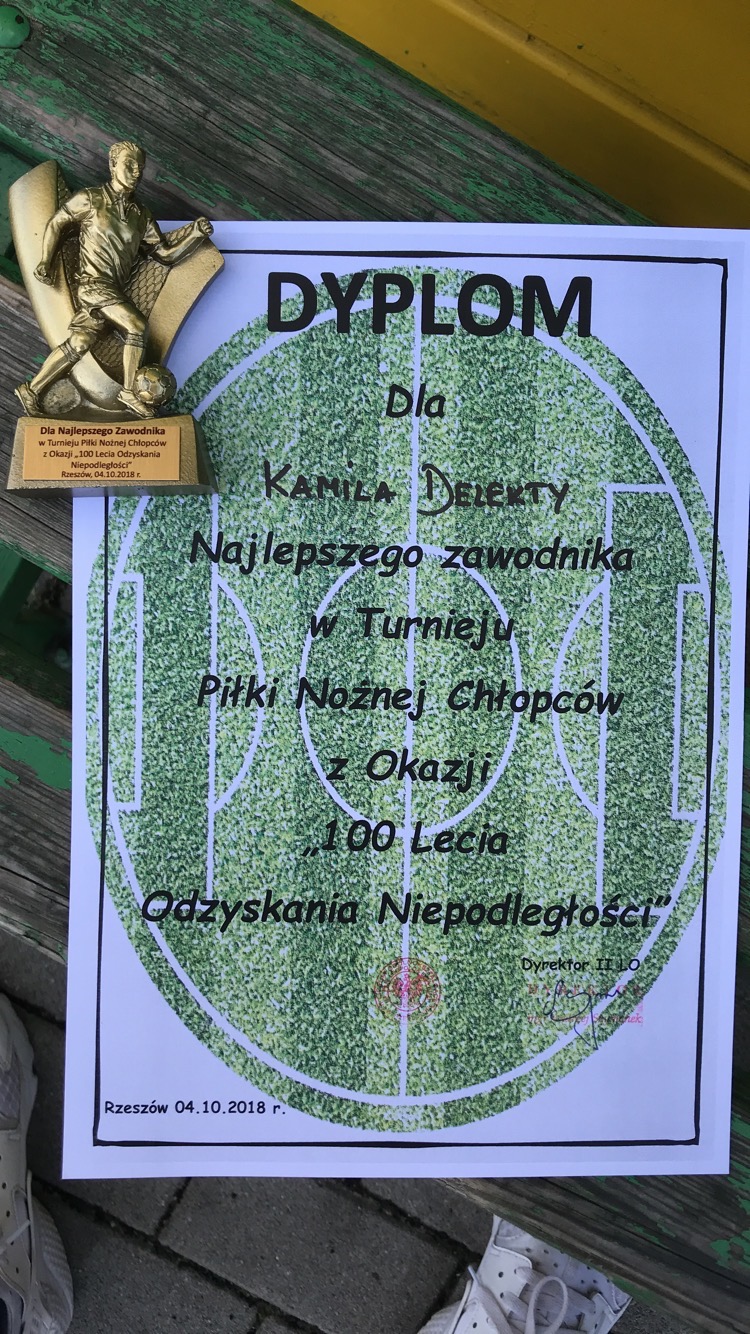 DYPLOM
Dla
KAMILA DELEKTY
Najlepszego zawodnika
w Turnieju
Piłki Nożnej Chłopców
z Okazji
„100 Lecia
Odzyskania Niepodległości”
Dyrektor II LO
Rzeszów 04.10.2018 r.
Dla Najlepszego Zawodnika
w Turnieju Piłki Nożnej Chłopców
z Okazji „100 Lecia Odzyskania
Niepodległości”
Rzeszów, 04.10.2018 r.